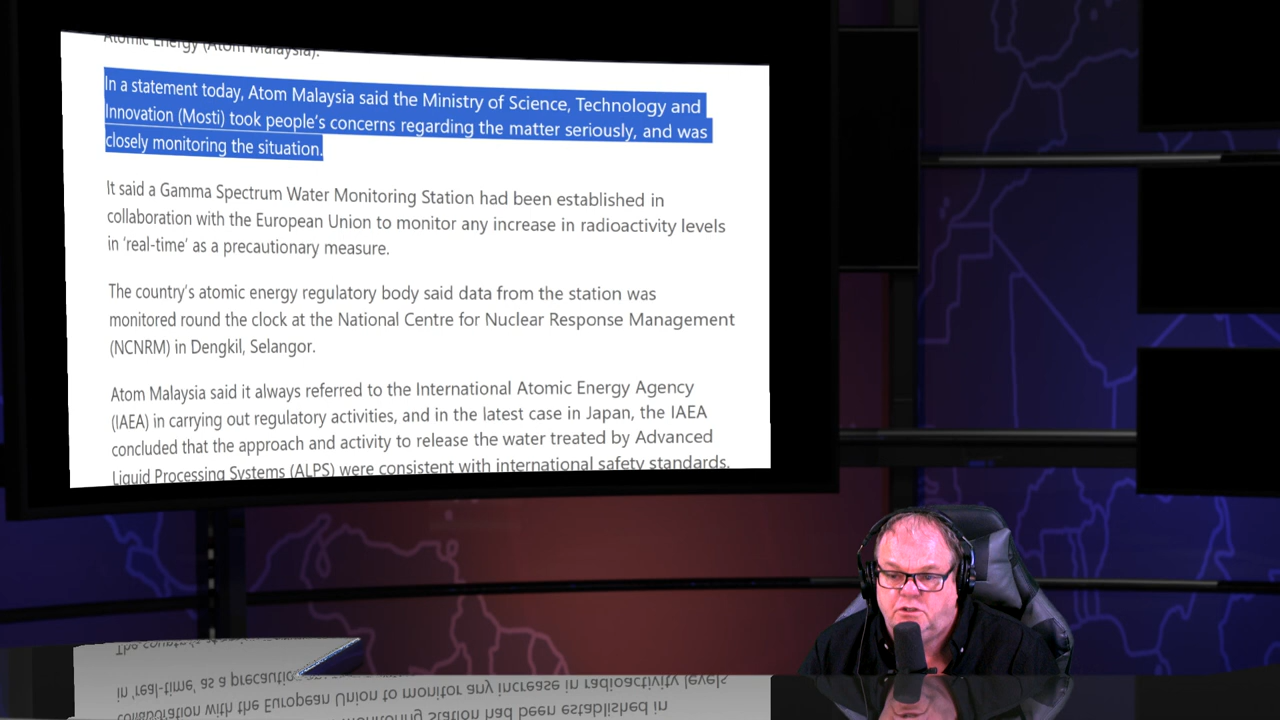 Atomic Energy (Atom Malaysia).
In a statement today, Atom Malaysia said the Ministry of Science, Technology and
Innovation (Mosti) took people's concerns regarding the matter seriously, and was
closely monitoring the situation.
It said a Gamma Spectrum Water Monitoring Station had been established in
collaboration with the European Union to monitor any increase in radioactivity levels
in 'real-time' as a precautionary measure.
The country's atomic energy regulatory body said data from the station was
monitored round the clock at the National Centre for Nuclear Response Management
(NCNRM) in Dengkil, Selangor.
Atom Malaysia said it always referred to the International Atomic Energy Agency
(IAEA) in carrying out regulatory activities, and in the latest case in Japan, the IAEA
concluded that the approach and activity to release the water treated by Advanced
Liquid Processing Systems (ALPS) were consistent with international safety standards.